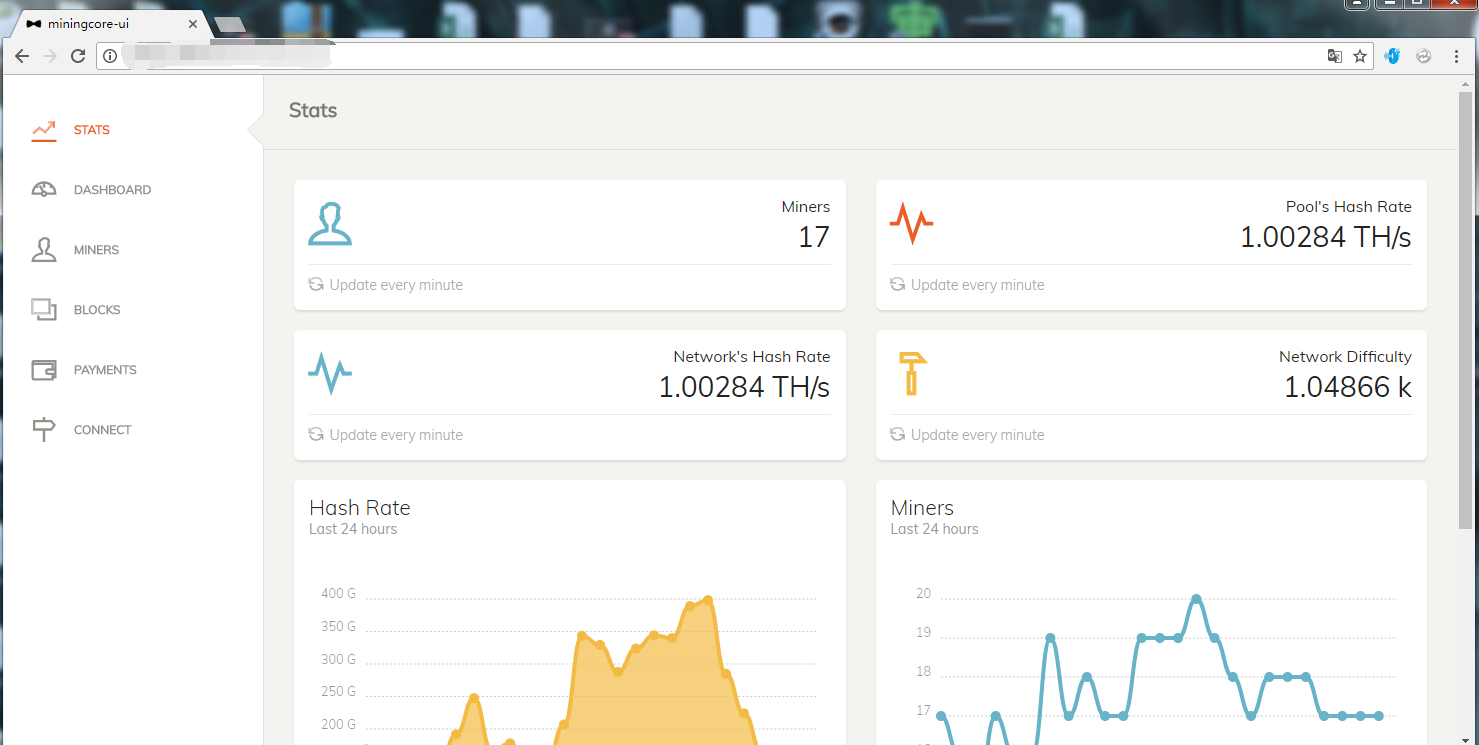 miningcore-ui
Stats
STATS
DASHBOARD
MINERS
BLOCKS
PAYMENTS
CONNECT
Miners
17
Update every minute
Pool's Hash Rate
1.00284 TH/s
Update every minute
Network's Hash Rate
1.00284 TH/s
Update every minute
Network Difficulty
1.04866 k
Update every minute
Hash Rate
Last 24 hours
400 G
350 G
300 G
250 G
200 G
Miners
Last 24 hours
20
19
18
17